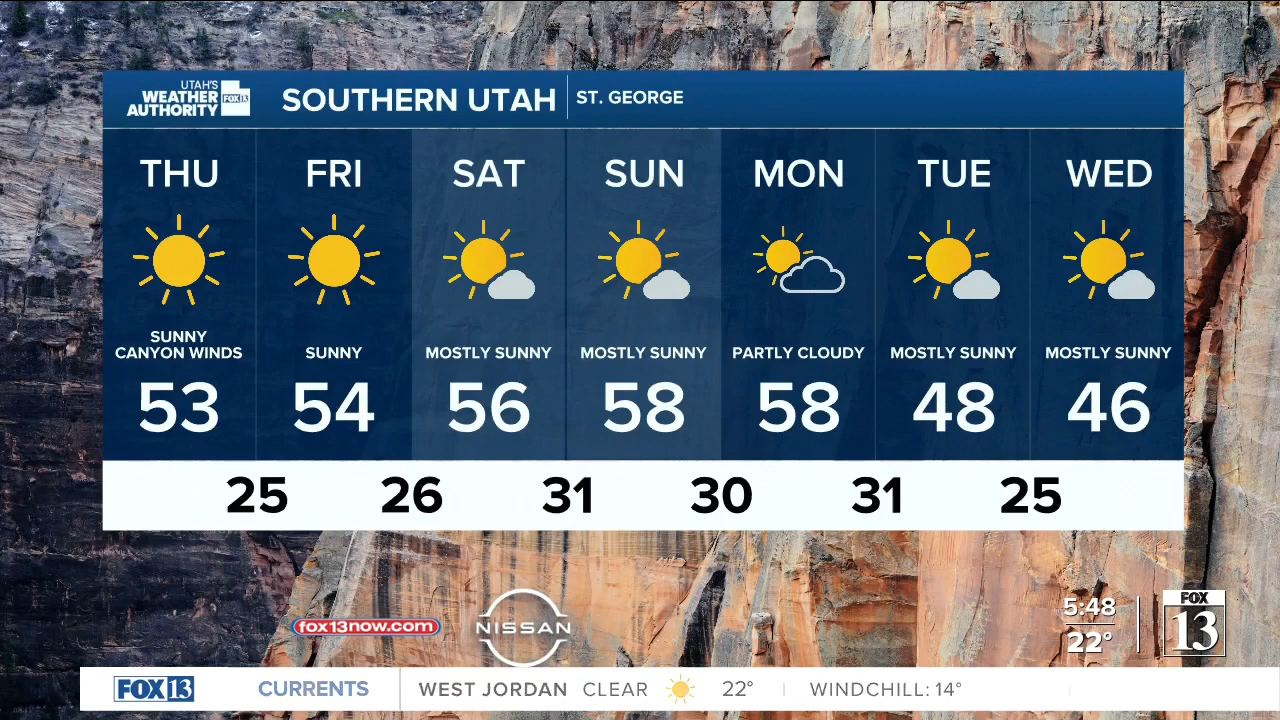 UTAH'S
WEATHER
AUTHORITY
FOX 13
SOUTHERN UTAH
ST. GEORGE
THU FRI SAT SUN MON TUE WED
SUNNY
CANYON WINDS SUNNY MOSTLY SUNNY MOSTLY SUNNY PARTLY CLOUDY MOSTLY SUNNY MOSTLY SUNNY
53 54 56 58 58 48 46
25 26 31 30 31 25
fox13now.com
NISSAN
5:48
22°
FOX
13
FOX 13 CURRENTS WEST JORDAN CLEAR 22° WINDCHILL: 14°